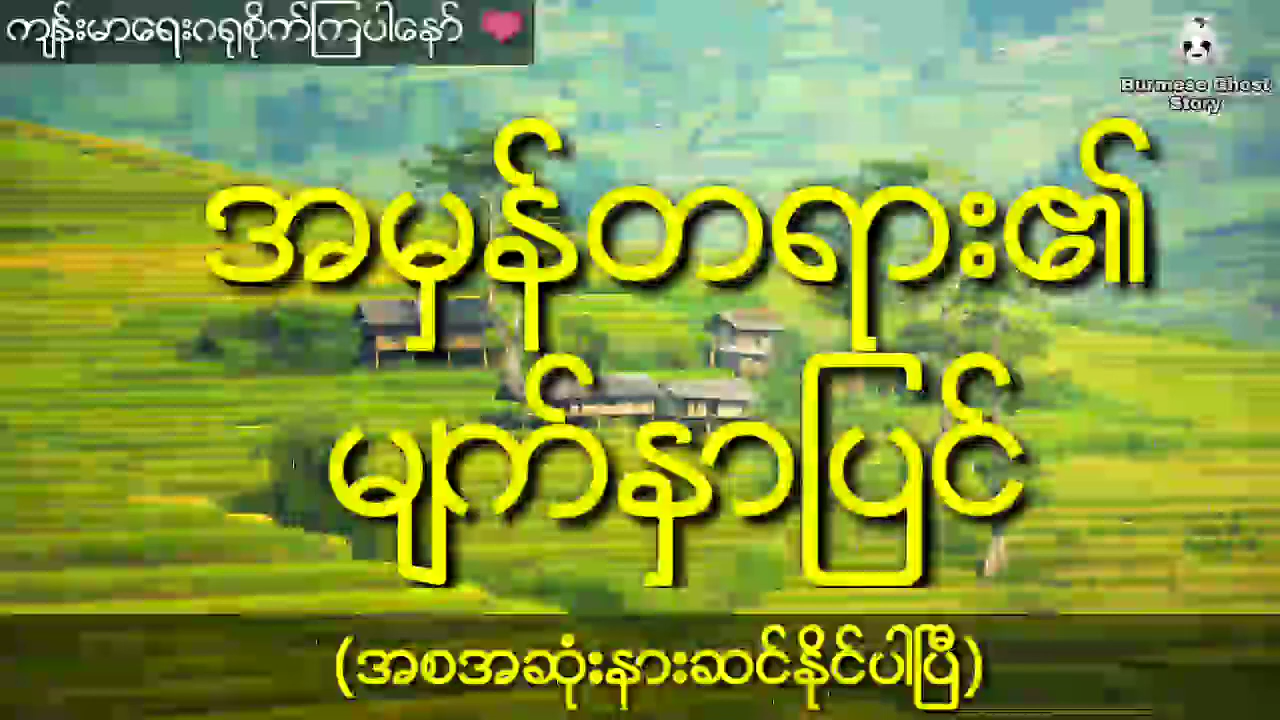 ကျန်းမာရေးဂရုစိုက်ကြပါနော် ❤
Burmese Ghost
Story
အမှန်တရား၏
မျက်နှာပြင်
(အစအဆုံးနားဆင်နိုင်ပါပြီ)